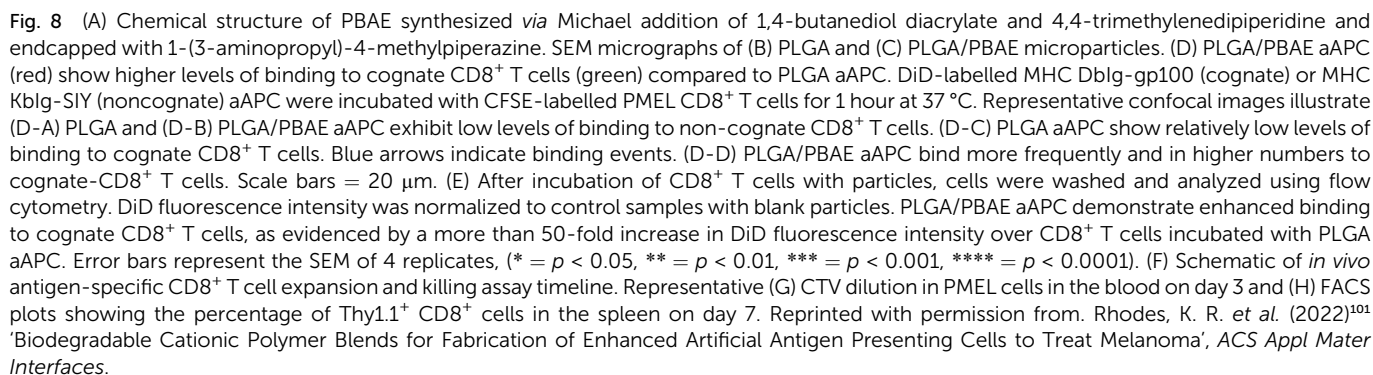 Fig. 8 (A) Chemical structure of PBAE synthesized via Michael addition of 1,4-butanediol diacrylate and 4,4-trimethylenedipiperidine and
endcapped with 1-(3-aminopropyl)-4-methylpiperazine. SEM micrographs of (B) PLGA and (C) PLGA/PBAE microparticles. (D) PLGA/PBAE aAPC
(red) show higher levels of binding to cognate CD8⁺ T cells (green) compared to PLGA aAPC. DiD-labelled MHC DbIg-gp100 (cognate) or MHC
KbIg-SIY (noncognate) aAPC were incubated with CFSE-labelled PMEL CD8⁺ T cells for 1 hour at 37 °C. Representative confocal images illustrate
(D-A) PLGA and (D-B) PLGA/PBAE aAPC exhibit low levels of binding to non-cognate CD8⁺ T cells. (D-C) PLGA aAPC show relatively low levels of
binding to cognate CD8⁺ T cells. Blue arrows indicate binding events. (D-D) PLGA/PBAE aAPC bind more frequently and in higher numbers to
cognate-CD8⁺ T cells. Scale bars = 20 μm. (E) After incubation of CD8⁺ T cells with particles, cells were washed and analyzed using flow
cytometry. DiD fluorescence intensity was normalized to control samples with blank particles. PLGA/PBAE aAPC demonstrate enhanced binding
to cognate CD8⁺ T cells, as evidenced by a more than 50-fold increase in DiD fluorescence intensity over CD8⁺ T cells incubated with PLGA
aAPC. Error bars represent the SEM of 4 replicates, (* = p < 0.05, ** = p < 0.01, *** = p < 0.001, **** = p < 0.0001). (F) Schematic of in vivo
antigen-specific CD8⁺ T cell expansion and killing assay timeline. Representative (G) CTV dilution in PMEL cells in the blood on day 3 and (H) FACS
plots showing the percentage of Thy1.1⁺ CD8⁺ cells in the spleen on day 7. Reprinted with permission from. Rhodes, K. R. et al. (2022)¹⁰¹
'Biodegradable Cationic Polymer Blends for Fabrication of Enhanced Artificial Antigen Presenting Cells to Treat Melanoma', ACS Appl Mater
Interfaces.